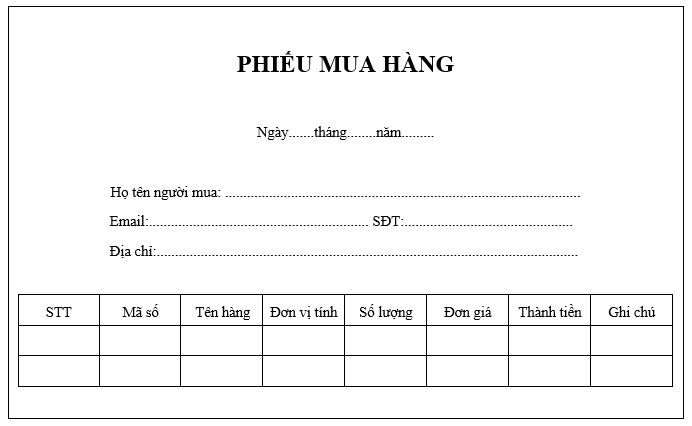 PHIẾU MUA HÀNG
Ngày.......tháng........năm.........
Họ tên người mua: ..................................................................................................
Email:............................................................. SĐT:...............................................
Địa chỉ:.....................................................................................................................
STT Mã số Tên hàng Đơn vị tính Số lượng Đơn giá Thành tiền Ghi chú